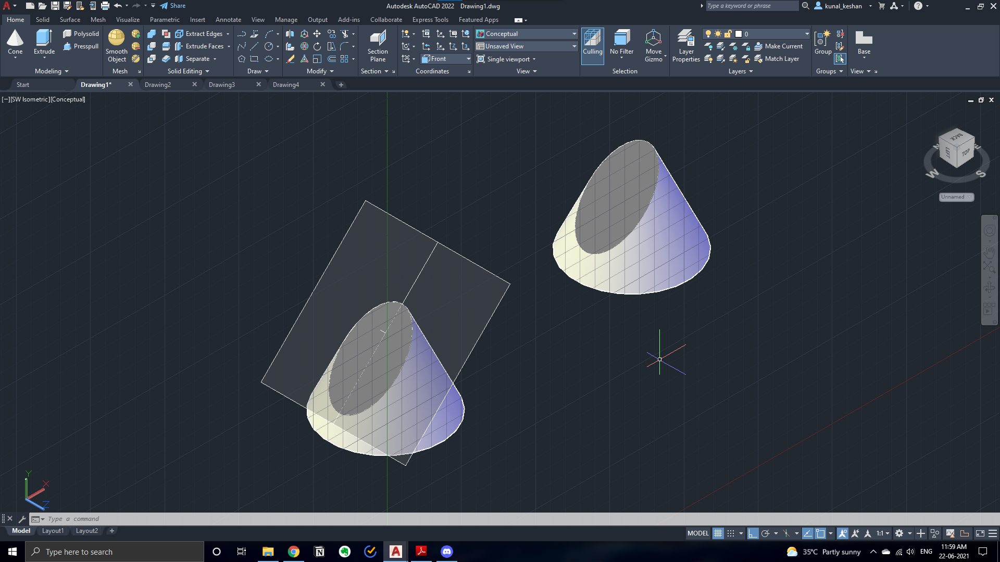 Share
Autodesk AutoCAD 2022 Drawing1.dwg
Type a keyword or phrase
kunal_keshan
Home Solid Surface Mesh Visualize Parametric Insert Annotate View Manage Output Add-ins Collaborate Express Tools Featured Apps
Polysolid
Presspull
Cone
Extrude
Modeling
Smooth
Object
Mesh
Extract Edges
Extrude Faces
Separate
Solid Editing
Draw
Modify
Section
Plane
Section
Front
Coordinates
Conceptual
Unsaved View
Single viewport
View
Culling
No Filter
Move
Gizmo
Selection
Layer
Properties
0
Make Current
Match Layer
Layers
Group
Groups
Base
View
Start Drawing1* Drawing2 Drawing3 Drawing4
[−][SW Isometric][Conceptual]
BACK
LEFT
TOP
N
E
W
S
Unnamed
Y
X
Z
Type a command
Model Layout1 Layout2
MODEL
1:1
Type here to search
35°C Partly sunny
ENG
11:59 AM
22-06-2021